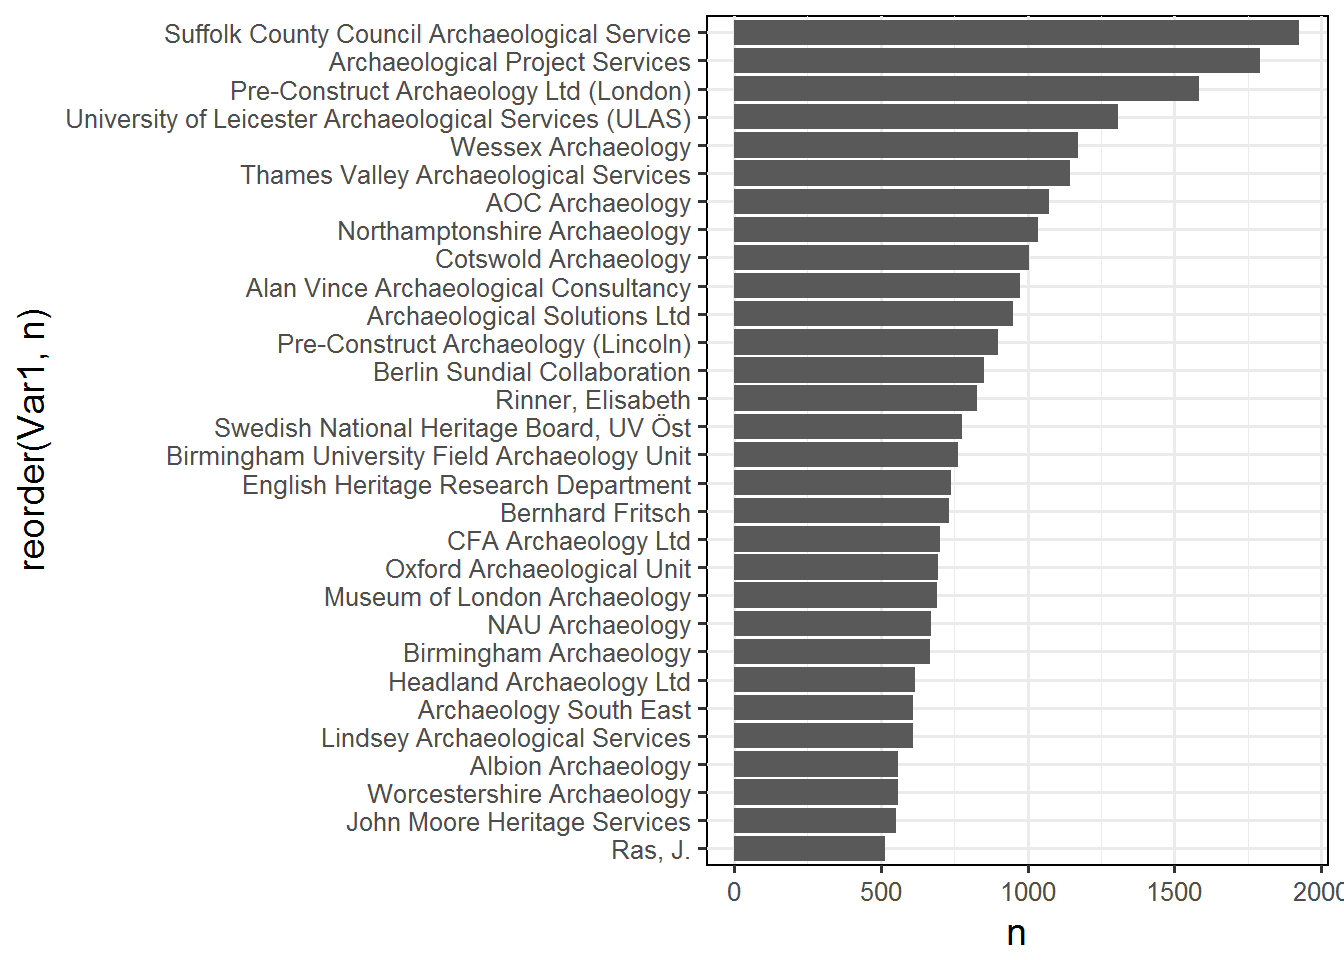 Suffolk County Council Archaeological Service
Archaeological Project Services
Pre-Construct Archaeology Ltd (London)
University of Leicester Archaeological Services (ULAS)
Wessex Archaeology
Thames Valley Archaeological Services
AOC Archaeology
Northamptonshire Archaeology
Cotswold Archaeology
Alan Vince Archaeological Consultancy
Archaeological Solutions Ltd
Pre-Construct Archaeology (Lincoln)
Berlin Sundial Collaboration
Rinner, Elisabeth
Swedish National Heritage Board, UV Öst
Birmingham University Field Archaeology Unit
English Heritage Research Department
Bernhard Fritsch
CFA Archaeology Ltd
Oxford Archaeological Unit
Museum of London Archaeology
NAU Archaeology
Birmingham Archaeology
Headland Archaeology Ltd
Archaeology South East
Lindsey Archaeological Services
Albion Archaeology
Worcestershire Archaeology
John Moore Heritage Services
Ras, J.
reorder(Var1, n)
0 500 1000 1500 2000
n